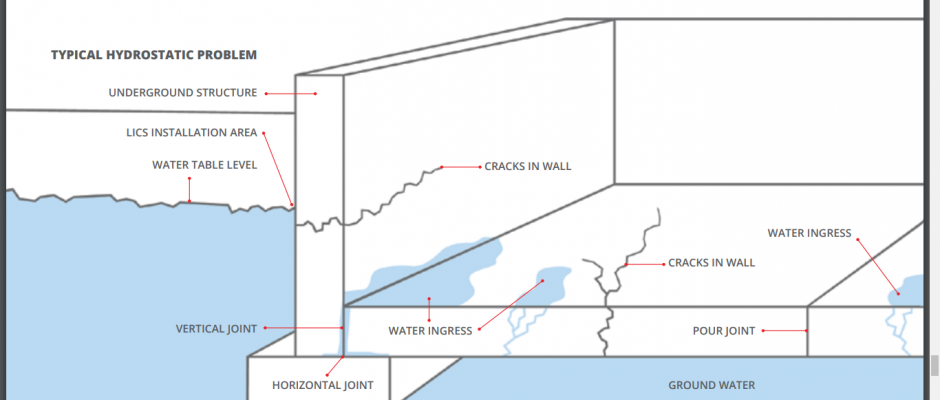 TYPICAL HYDROSTATIC PROBLEM
UNDERGROUND STRUCTURE
LICS INSTALLATION AREA
WATER TABLE LEVEL
CRACKS IN WALL
WATER INGRESS
CRACKS IN WALL
VERTICAL JOINT
WATER INGRESS
POUR JOINT
HORIZONTAL JOINT
GROUND WATER